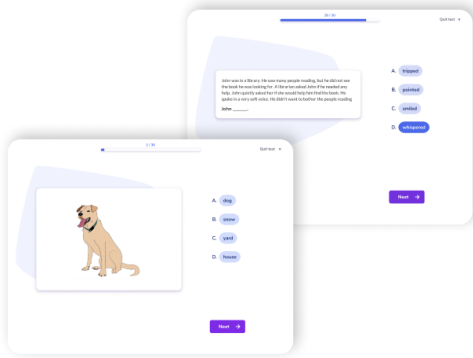 26 / 30
Quit test ×
John was in a library. He saw many people reading, but he did not see
the book he was looking for. A librarian asked John if he needed any
help. John quietly asked her if she would help him find his book. He
spoke in a very soft voice. He didn't want to bother the people reading
John ______.
A. tripped
B. pointed
C. smiled
D. whispered
Next →
1 / 30
Quit test ×
A. dog
B. snow
C. yard
D. house
Next →